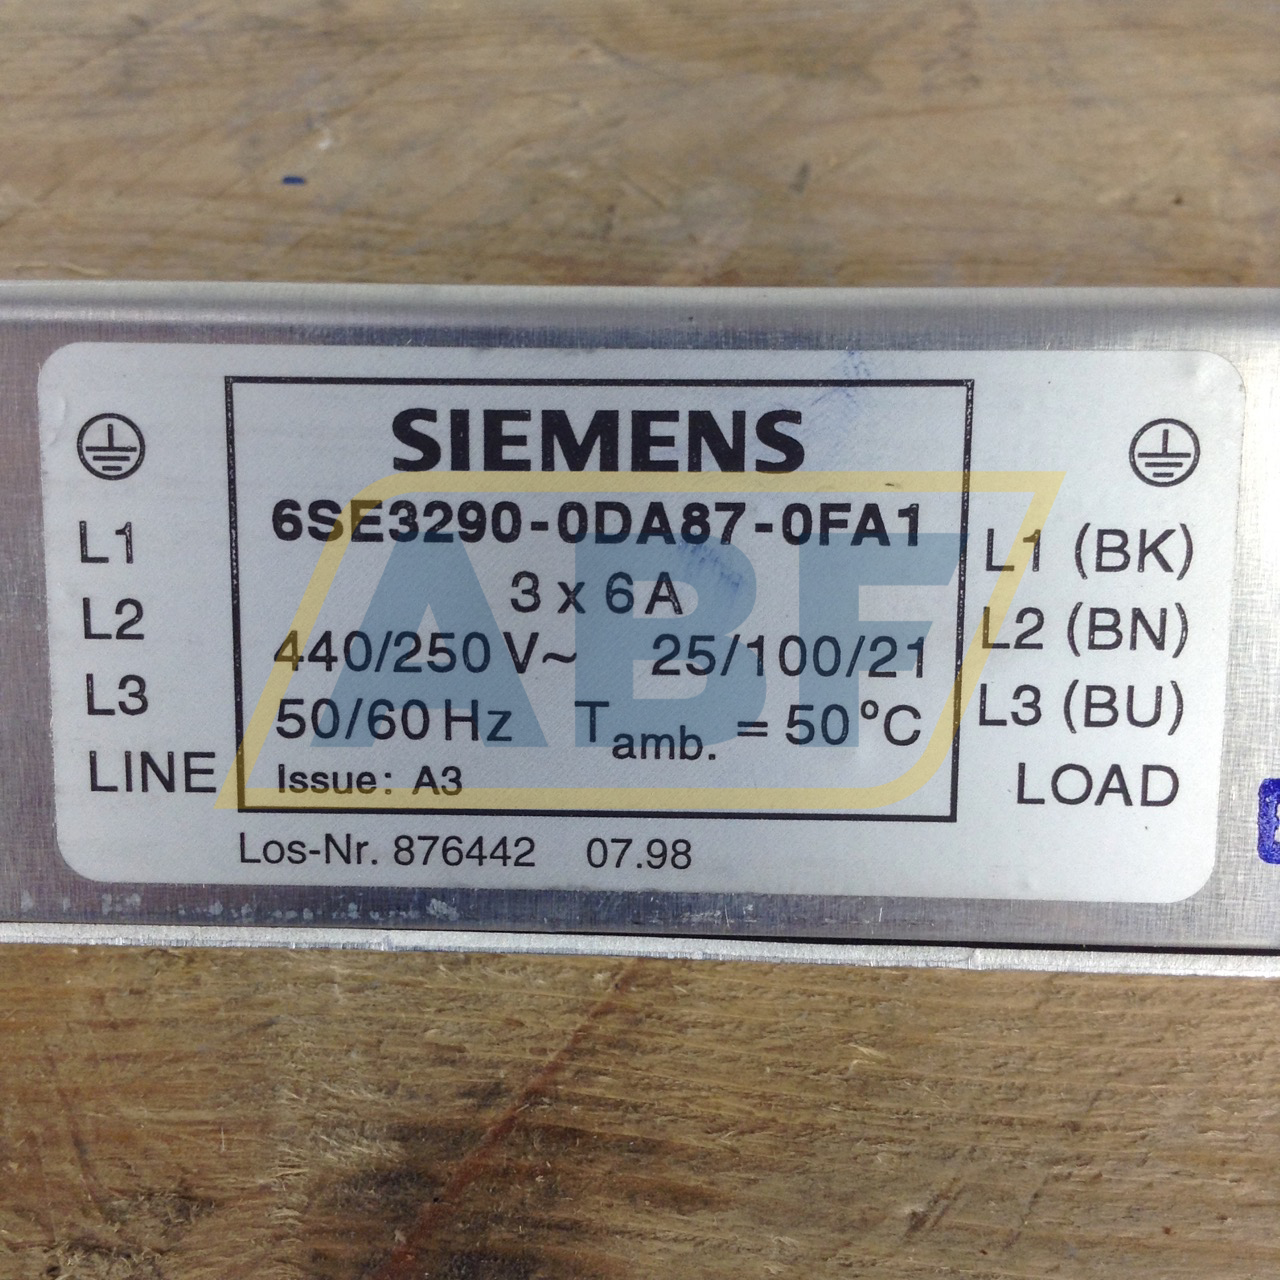 SIEMENS
6SE3290-0DA87-0FA1
3 x 6 A
440/250 V~ 25/100/21
50/60 Hz Tamb. = 50°C
Issue: A3
L1
L2
L3
LINE
L1 (BK)
L2 (BN)
L3 (BU)
LOAD
Los-Nr. 876442 07.98
ABF